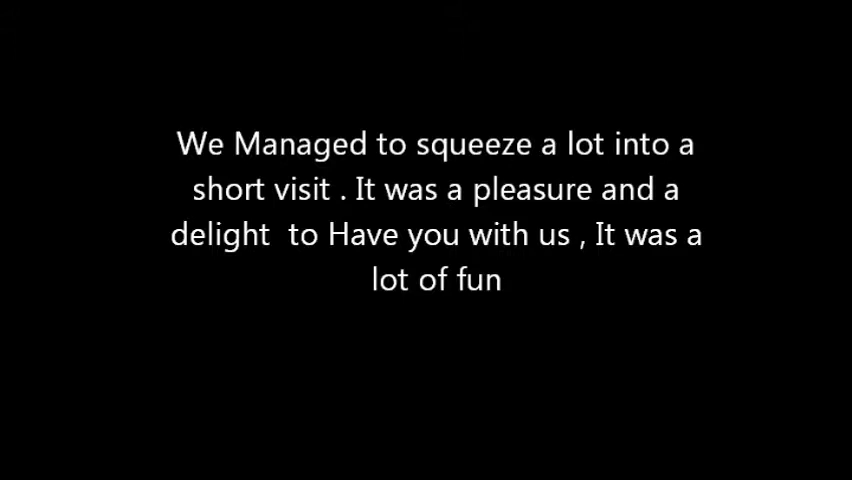 We Managed to squeeze a lot into a
short visit . It was a pleasure and a
delight  to Have you with us , It was a
lot of fun